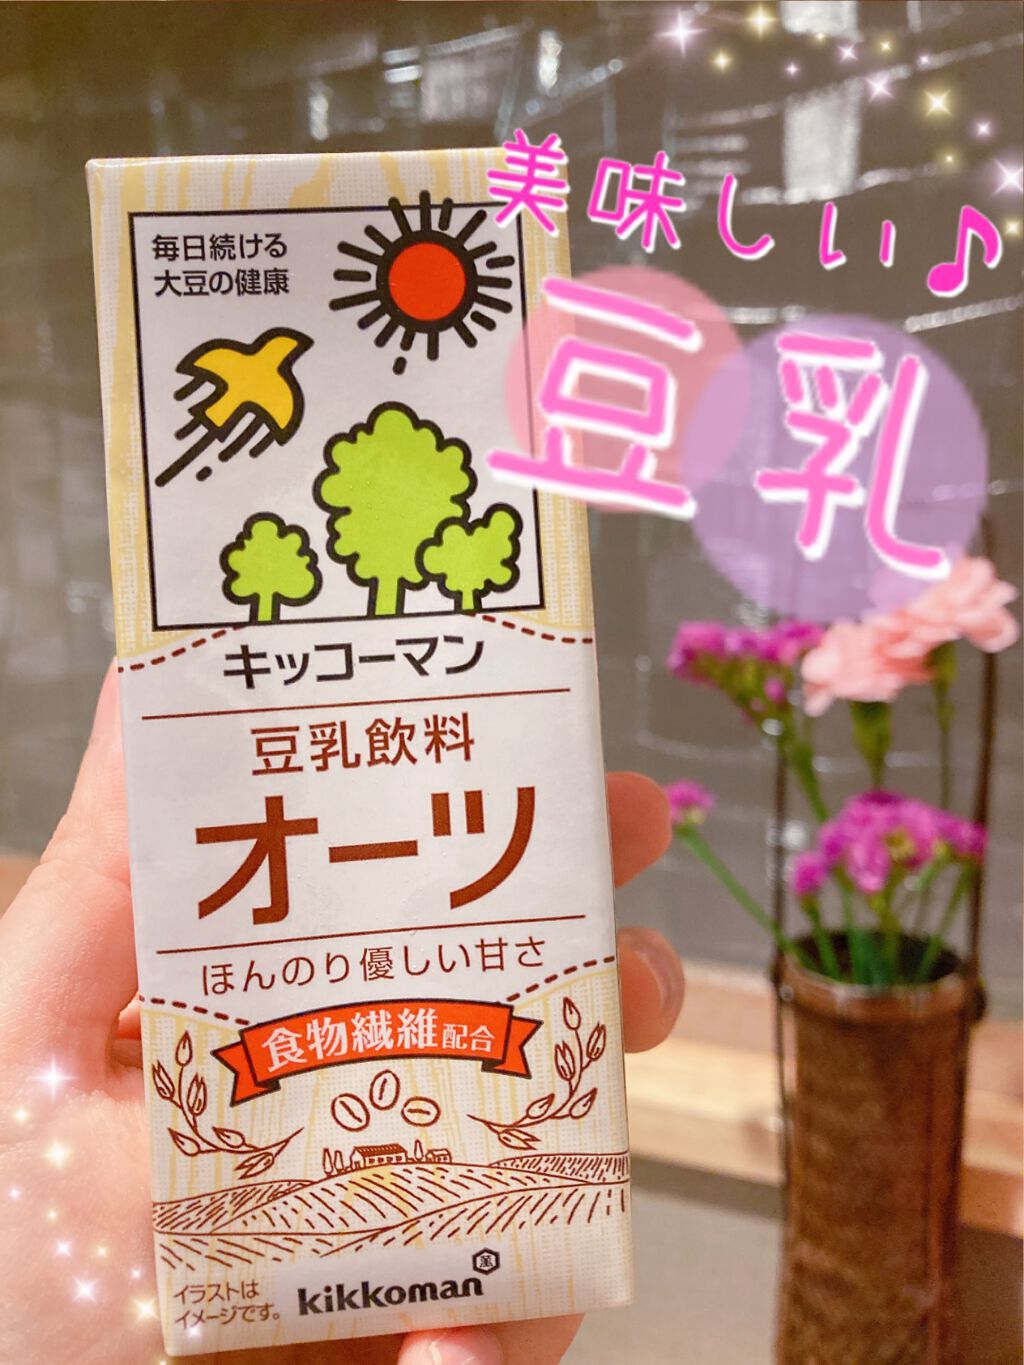 美味しい♪
豆乳
毎日続ける
大豆の健康
キッコーマン
豆乳飲料
オーツ
ほんのり優しい甘さ
食物繊維配合
イラストは
イメージです。
kikkoman
萬